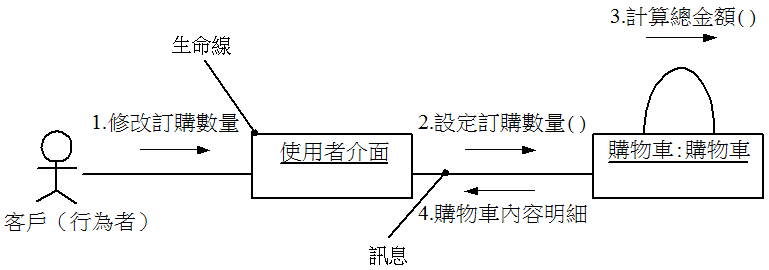 3.計算總金額()
生命線
1.修改訂購數量
2.設定訂購數量()
使用者介面
購物車:購物車
4.購物車內容明細
客戶（行為者）
訊息